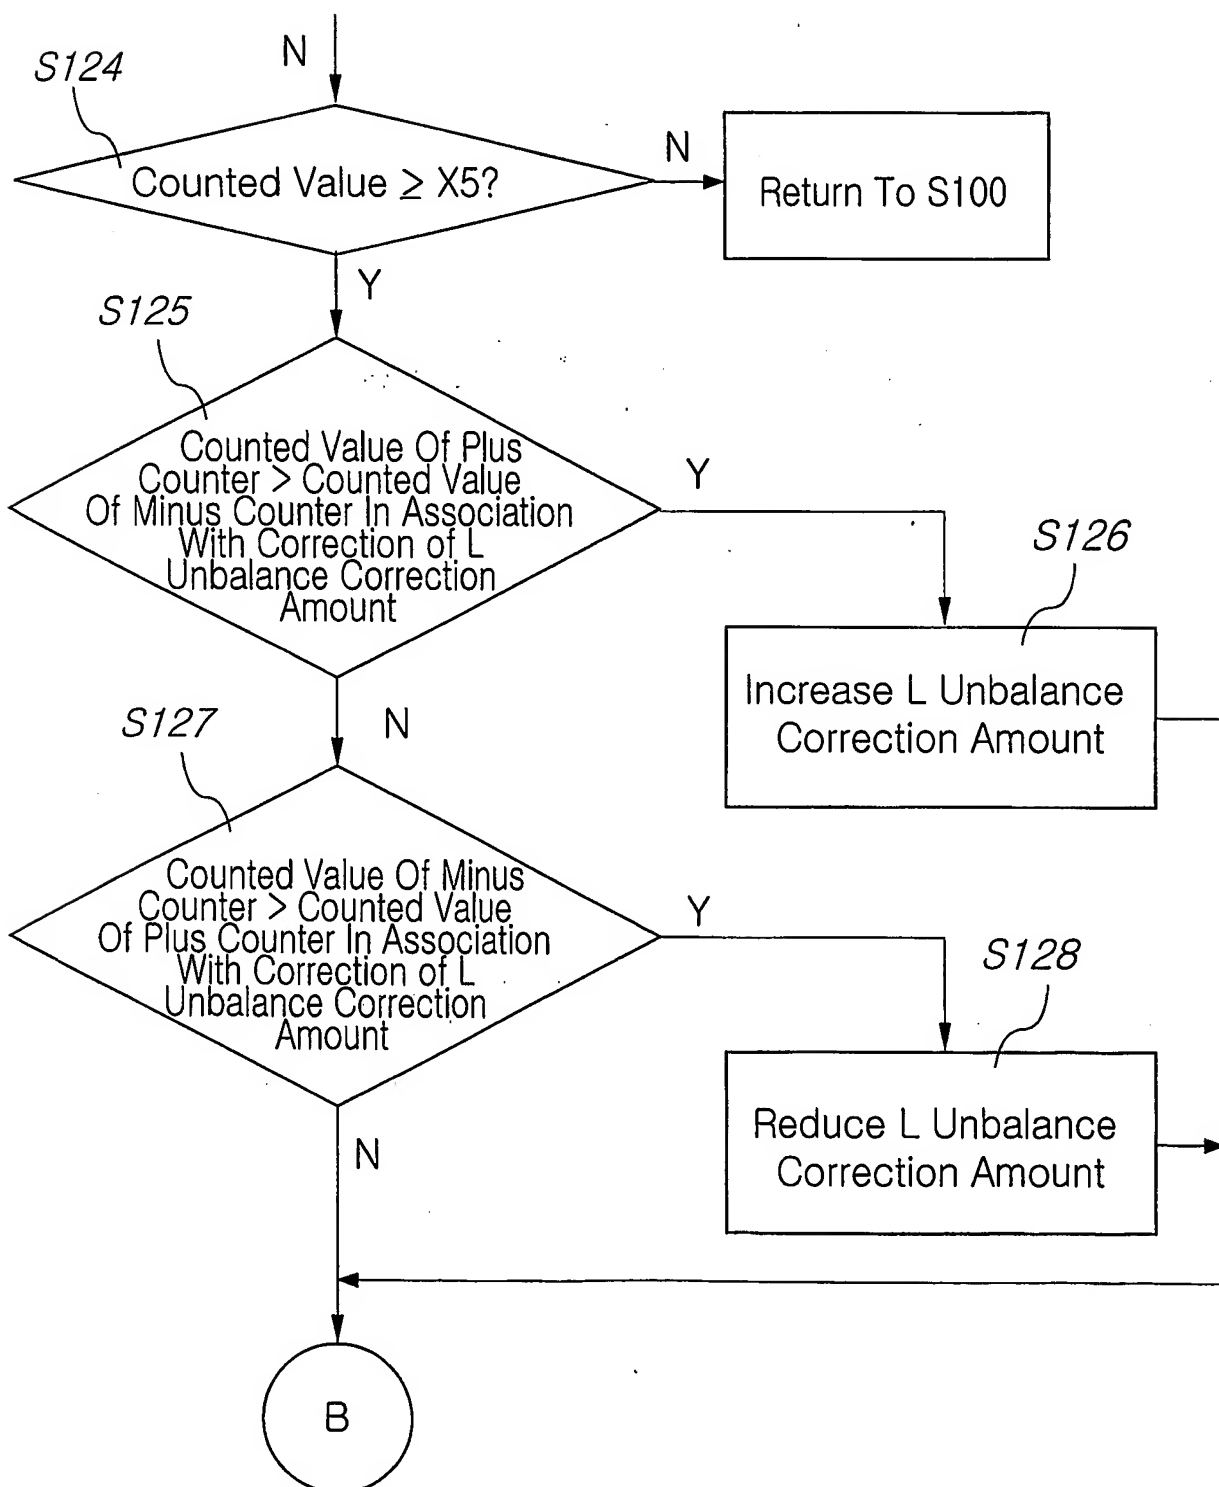 N
S124
Counted Value ≥ X5?
N
Return To S100
Y
S125
Counted Value Of Plus
Counter > Counted Value
Of Minus Counter In Association
With Correction of L
Unbalance Correction
Amount
Y
S126
Increase L Unbalance
Correction Amount
N
S127
Counted Value Of Minus
Counter > Counted Value
Of Plus Counter In Association
With Correction of L
Unbalance Correction
Amount
Y
S128
Reduce L Unbalance
Correction Amount
N
B